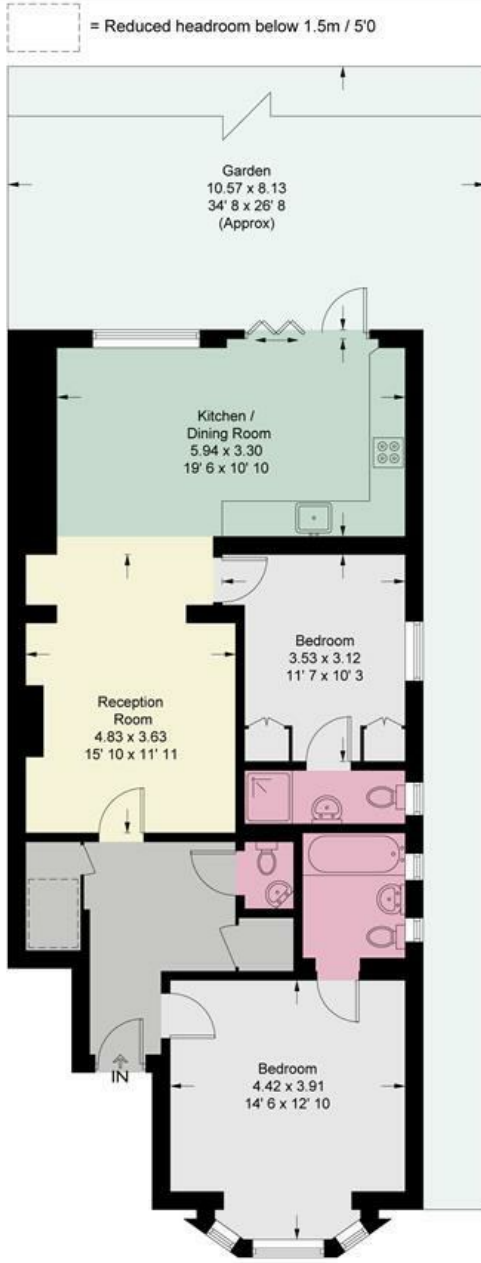 = Reduced headroom below 1.5m / 5'0
Garden
10.57 x 8.13
34' 8 x 26' 8
(Approx)
Kitchen /
Dining Room
5.94 x 3.30
19' 6 x 10' 10
Bedroom
3.53 x 3.12
11' 7 x 10' 3
Reception
Room
4.83 x 3.63
15' 10 x 11' 11
IN
Bedroom
4.42 x 3.91
14' 6 x 12' 10